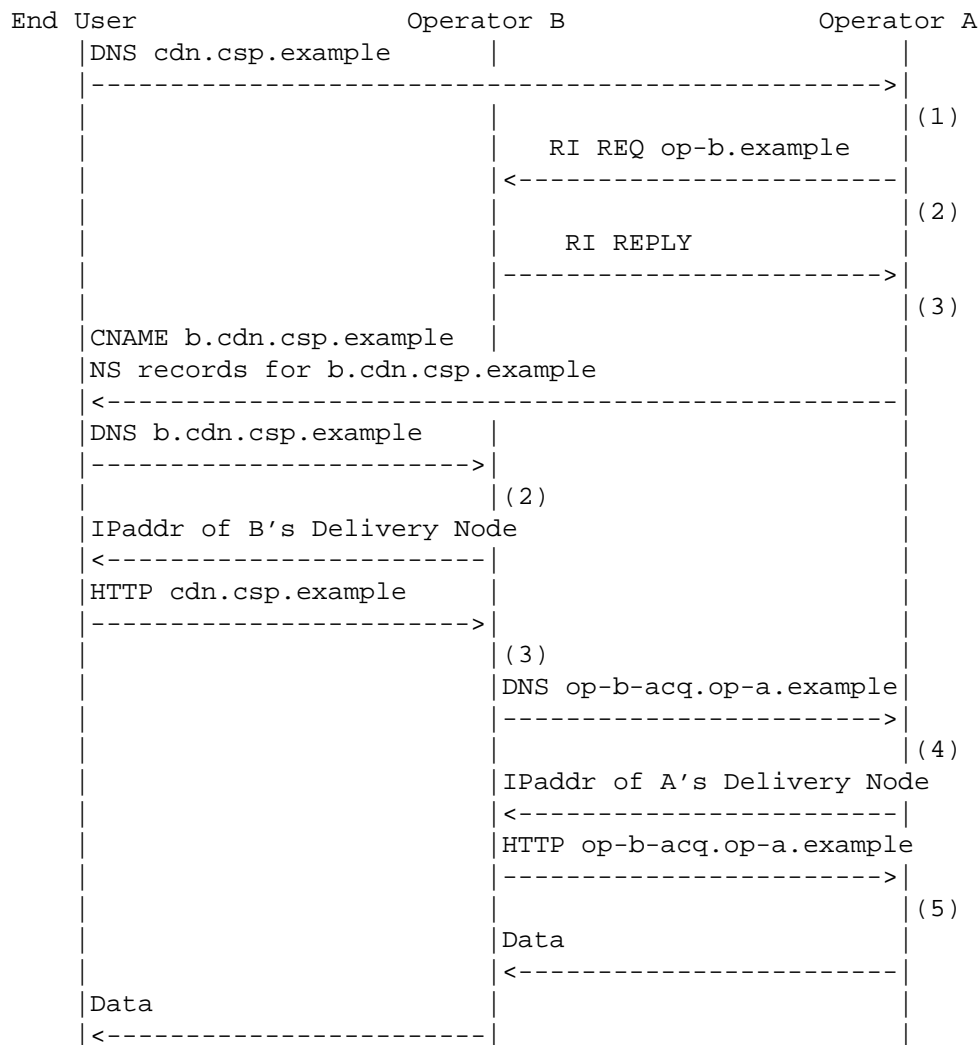 End User Operator B Operator A
DNS cdn.csp.example
(1)
RI REQ op-b.example
(2)
RI REPLY
(3)
CNAME b.cdn.csp.example
NS records for b.cdn.csp.example
DNS b.cdn.csp.example
(2)
IPaddr of B's Delivery Node
HTTP cdn.csp.example
(3)
DNS op-b-acq.op-a.example
(4)
IPaddr of A's Delivery Node
HTTP op-b-acq.op-a.example
(5)
Data
Data